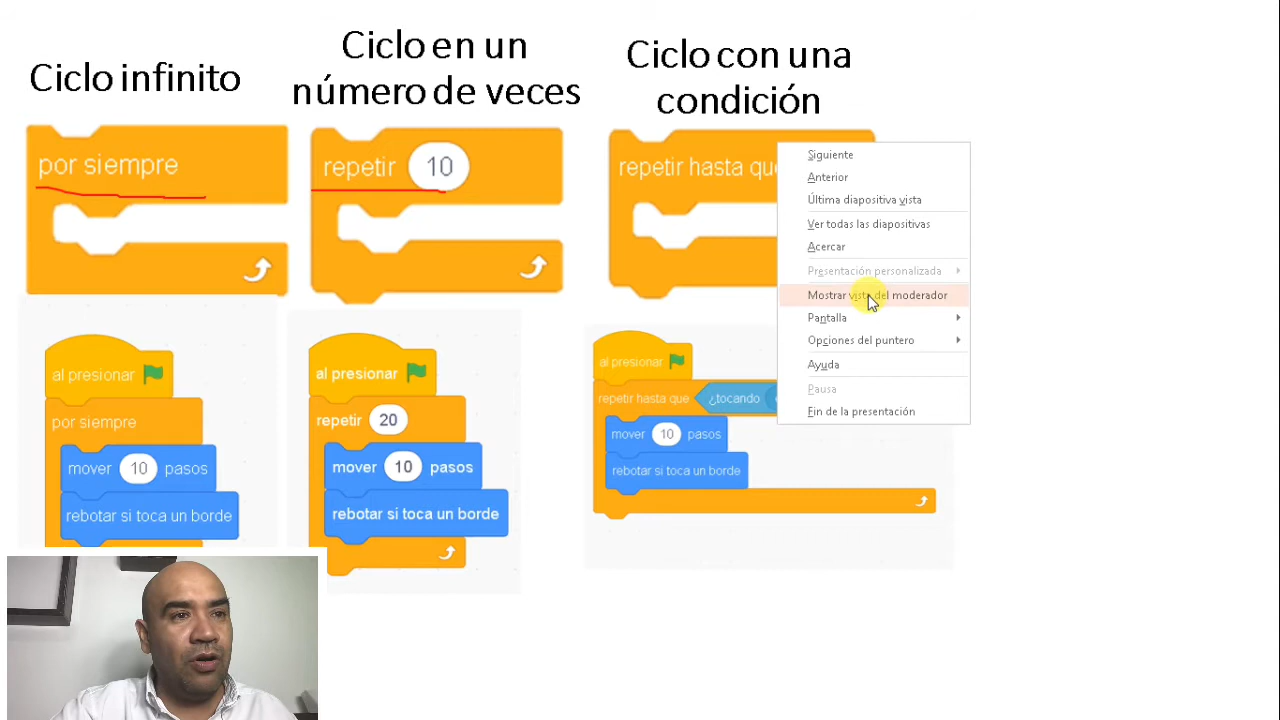 Ciclo infinito
Ciclo en un
número de veces
Ciclo con una
condición
por siempre
repetir 10
repetir hasta que
al presionar
por siempre
mover 10 pasos
rebotar si toca un borde
al presionar
repetir 20
mover 10 pasos
rebotar si toca un borde
al presionar
repetir hasta que ¿tocando
mover 10 pasos
rebotar si toca un borde
Siguiente
Anterior
Última diapositiva vista
Ver todas las diapositivas
Acercar
Presentación personalizada
Mostrar vista del moderador
Pantalla
Opciones del puntero
Ayuda
Pausa
Fin de la presentación